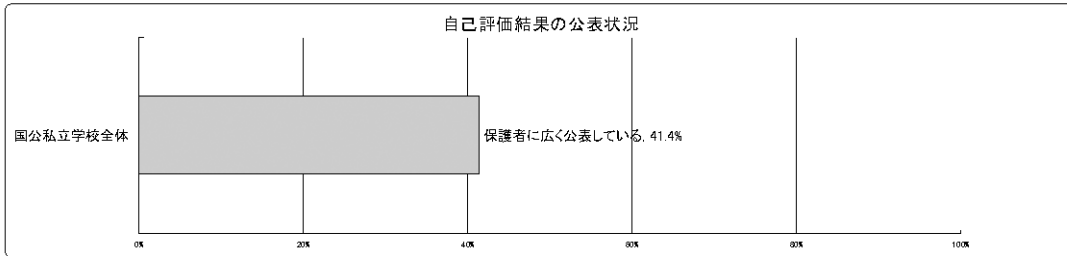 自己評価結果の公表状況
国公私立学校全体
保護者に広く公表している, 41.4%
0% 20% 40% 60% 80% 100%